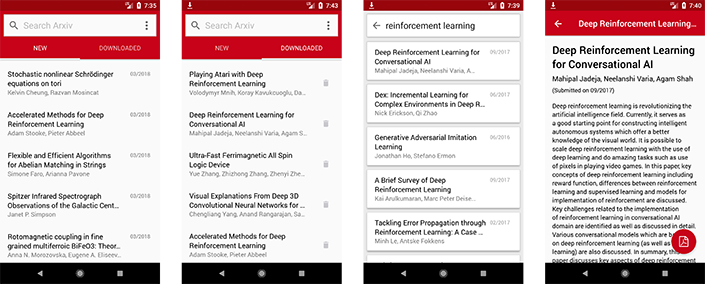 7:35
Search Arxiv
NEW DOWNLOADED
Stochastic nonlinear Schrödinger 03/2018
equations on tori
Kelvin Cheung, Razvan Mosincat
Accelerated Methods for Deep 03/2018
Reinforcement Learning
Adam Stooke, Pieter Abbeel
Flexible and Efficient Algorithms 03/2018
for Abelian Matching in Strings
Simone Faro, Arianna Pavone
Spitzer Infrared Spectrograph 03/2018
Observations of the Galactic Cent...
Janet P. Simpson
Rotomagnetic coupling in fine 03/2018
grained multiferroic BiFeO3: Theor...
Anna N. Morozovska, Eugene A. Eliseev...
7:43
Search Arxiv
NEW DOWNLOADED
Playing Atari with Deep
Reinforcement Learning
Volodymyr Mnih, Koray Kavukcuoglu, Da...
Deep Reinforcement Learning for
Conversational AI
Mahipal Jadeja, Neelanshi Varia, Agam S...
Ultra-Fast Ferrimagnetic All Spin
Logic Device
Yue Zhang, Zhizhong Zhang, Zhenyi Zhe...
Visual Explanations From Deep 3D
Convolutional Neural Networks for ...
Chengliang Yang, Anand Rangarajan, Sa...
Accelerated Methods for Deep
Reinforcement Learning
Adam Stooke, Pieter Abbeel
7:39
reinforcement learning
Deep Reinforcement Learning for 09/2017
Conversational AI
Mahipal Jadeja, Neelanshi Varia, A...
Dex: Incremental Learning for 06/2017
Complex Environments in Deep R...
Nick Erickson, Qi Zhao
Generative Adversarial Imitation 06/2016
Learning
Jonathan Ho, Stefano Ermon
A Brief Survey of Deep 08/2017
Reinforcement Learning
Kai Arulkumaran, Marc Peter Deise...
Tackling Error Propagation through 02/2017
Reinforcement Learning: A Case ...
Minh Le, Antske Fokkens
7:40
Deep Reinforcement Learning...
Deep Reinforcement Learning
for Conversational AI
Mahipal Jadeja, Neelanshi Varia, Agam Shah
(Submitted on 09/2017)
Deep reinforcement learning is revolutionizing the
artificial intelligence field. Currently, it serves as
a good starting point for constructing intelligent
autonomous systems which offer a better
knowledge of the visual world. It is possible to
scale deep reinforcement learning with the use of
deep learning and do amazing tasks such as use
of pixels in playing video games. In this paper, key
concepts of deep reinforcement learning including
reward function, differences between reinforcement
learning and supervised learning and models for
implementation of reinforcement are discussed.
Key challenges related to the implementation
of reinforcement learning in conversational AI
domain are identified as well as discussed in detail.
Various conversational models which are b
on deep reinforcement learning (as well as
learning) are also discussed. In summary, th
paper discusses key aspects of deep reinforcement